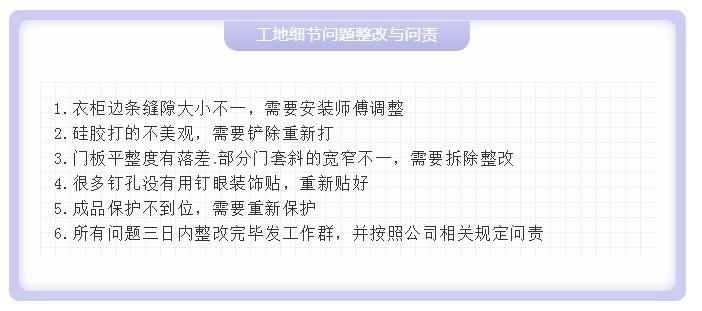 工地细节问题整改与问责
1.衣柜边条缝隙大小不一，需要安装师傅调整
2.硅胶打的不美观，需要铲除重新打
3.门板平整度有落差.部分门套斜的宽窄不一，需要拆除整改
4.很多钉孔没有用钉眼装饰贴，重新贴好
5.成品保护不到位，需要重新保护
6.所有问题三日内整改完毕发工作群，并按照公司相关规定问责